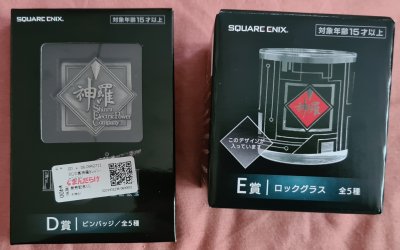 SQUARE ENIX®
対象年齢15才以上
神羅
Shinra
Electric Power
Company
D賞
ピンバッジ／全5種
SQUARE ENIX®
対象年齢15才以上
神羅
このデザインが
入っています
E賞
ロックグラス
全5種